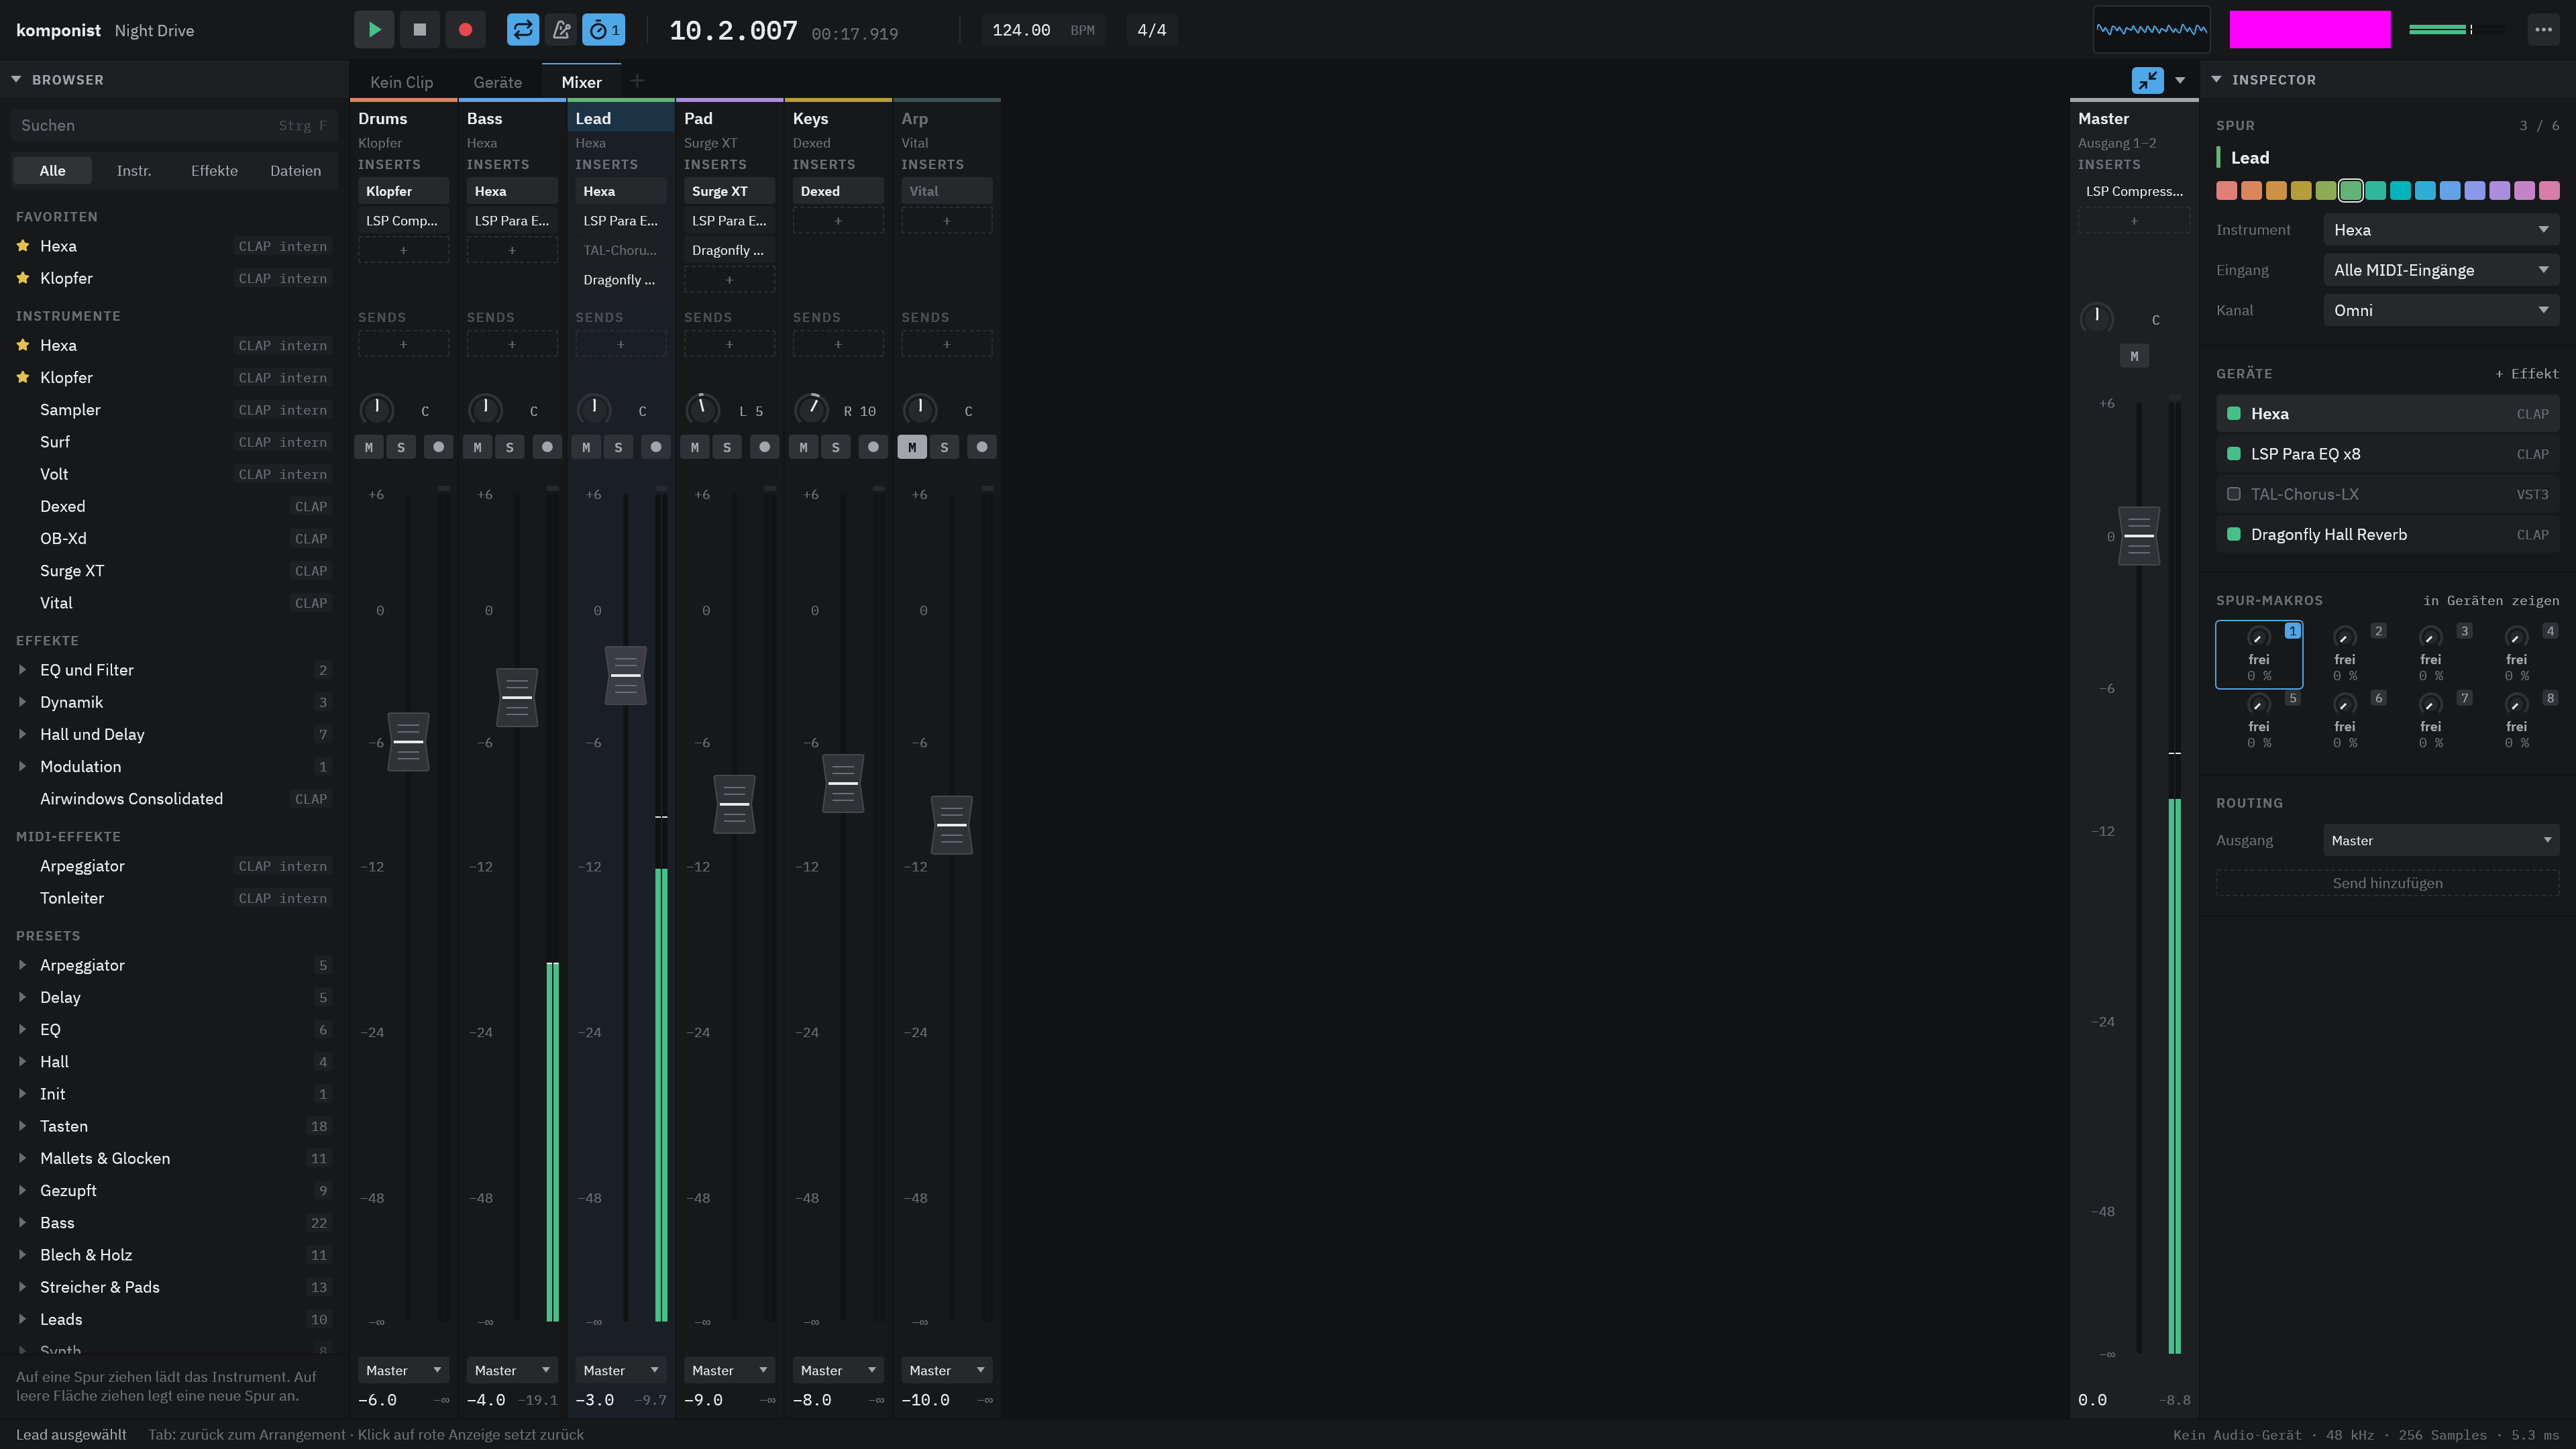 komponist Night Drive
1 10.2.007 00:17.919 124.00 BPM 4/4
BROWSER
Suchen Strg F
Alle Instr. Effekte Dateien
FAVORITEN
Hexa CLAP intern
Klopfer CLAP intern
INSTRUMENTE
Hexa CLAP intern
Klopfer CLAP intern
Sampler CLAP intern
Surf CLAP intern
Volt CLAP intern
Dexed CLAP
OB-Xd CLAP
Surge XT CLAP
Vital CLAP
EFFEKTE
EQ und Filter 2
Dynamik 3
Hall und Delay 7
Modulation 1
Airwindows Consolidated CLAP
MIDI-EFFEKTE
Arpeggiator CLAP intern
Tonleiter CLAP intern
PRESETS
Arpeggiator 5
Delay 5
EQ 6
Hall 4
Init 1
Tasten 18
Mallets & Glocken 11
Gezupft 9
Bass 22
Blech & Holz 11
Streicher & Pads 13
Leads 10
Synth 8
Auf eine Spur ziehen lädt das Instrument. Auf
leere Fläche ziehen legt eine neue Spur an.
Kein Clip Geräte Mixer +
Drums Bass Lead Pad Keys Arp Master
Klopfer Hexa Hexa Surge XT Dexed Vital Ausgang 1–2
INSERTS INSERTS INSERTS INSERTS INSERTS INSERTS INSERTS
Klopfer Hexa Hexa Surge XT Dexed Vital LSP Compress...
LSP Comp... LSP Para E... LSP Para E... LSP Para E... + + +
+ + TAL-Choru... Dragonfly ...
Dragonfly ... +
SENDS SENDS SENDS SENDS SENDS SENDS
+ + + + + +
C
M
C C C L 5 R 10 C
M S M S M S M S M S M S
+6 +6 +6 +6 +6 +6 +6
0 0 0 0 0 0 0
−6 −6 −6 −6 −6 −6 −6
−12 −12 −12 −12 −12 −12 −12
−24 −24 −24 −24 −24 −24 −24
−48 −48 −48 −48 −48 −48 −48
−∞ −∞ −∞ −∞ −∞ −∞ −∞
Master Master Master Master Master Master
−6.0 −∞ −4.0 −19.1 −3.0 −9.7 −9.0 −∞ −8.0 −∞ −10.0 −∞ 0.0 −8.8
INSPECTOR
SPUR 3 / 6
Lead
Instrument Hexa
Eingang Alle MIDI-Eingänge
Kanal Omni
GERÄTE + Effekt
Hexa CLAP
LSP Para EQ x8 CLAP
TAL-Chorus-LX VST3
Dragonfly Hall Reverb CLAP
SPUR-MAKROS in Geräten zeigen
1 2 3 4
frei frei frei frei
0 % 0 % 0 % 0 %
5 6 7 8
frei frei frei frei
0 % 0 % 0 % 0 %
ROUTING
Ausgang Master
Send hinzufügen
Lead ausgewählt Tab: zurück zum Arrangement · Klick auf rote Anzeige setzt zurück
Kein Audio-Gerät · 48 kHz · 256 Samples · 5.3 ms